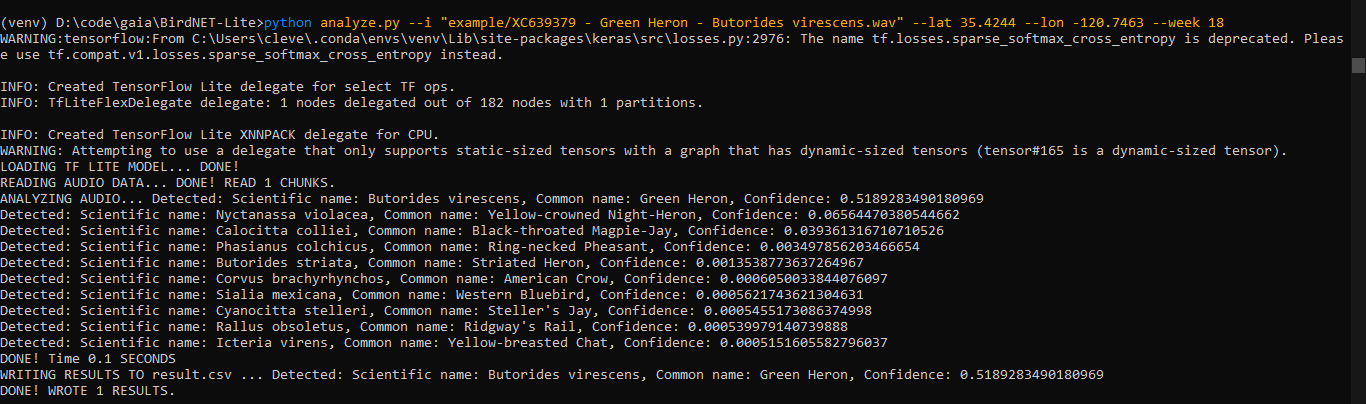 (venv) D:\code\gaia\BirdNET-Lite>python analyze.py --i "example/XC639379 - Green Heron - Butorides virescens.wav" --lat 35.4244 --lon -120.7463 --week 18
WARNING:tensorflow:From C:\Users\cleve\.conda\envs\venv\Lib\site-packages\keras\src\losses.py:2976: The name tf.losses.sparse_softmax_cross_entropy is deprecated. Pleas
e use tf.compat.v1.losses.sparse_softmax_cross_entropy instead.
INFO: Created TensorFlow Lite delegate for select TF ops.
INFO: TfLiteFlexDelegate delegate: 1 nodes delegated out of 182 nodes with 1 partitions.
INFO: Created TensorFlow Lite XNNPACK delegate for CPU.
WARNING: Attempting to use a delegate that only supports static-sized tensors with a graph that has dynamic-sized tensors (tensor#165 is a dynamic-sized tensor).
LOADING TF LITE MODEL... DONE!
READING AUDIO DATA... DONE! READ 1 CHUNKS.
ANALYZING AUDIO... Detected: Scientific name: Butorides virescens, Common name: Green Heron, Confidence: 0.5189283490180969
Detected: Scientific name: Nyctanassa violacea, Common name: Yellow-crowned Night-Heron, Confidence: 0.06564470380544662
Detected: Scientific name: Calocitta colliei, Common name: Black-throated Magpie-Jay, Confidence: 0.039361316710710526
Detected: Scientific name: Phasianus colchicus, Common name: Ring-necked Pheasant, Confidence: 0.003497856203466654
Detected: Scientific name: Butorides striata, Common name: Striated Heron, Confidence: 0.0013538773637264967
Detected: Scientific name: Corvus brachyrhynchos, Common name: American Crow, Confidence: 0.0006050033844076097
Detected: Scientific name: Sialia mexicana, Common name: Western Bluebird, Confidence: 0.0005621743621304631
Detected: Scientific name: Cyanocitta stelleri, Common name: Steller's Jay, Confidence: 0.0005455173086374998
Detected: Scientific name: Rallus obsoletus, Common name: Ridgway's Rail, Confidence: 0.000539979140739888
Detected: Scientific name: Icteria virens, Common name: Yellow-breasted Chat, Confidence: 0.0005151605582796037
DONE! Time 0.1 SECONDS
WRITING RESULTS TO result.csv ... Detected: Scientific name: Butorides virescens, Common name: Green Heron, Confidence: 0.5189283490180969
DONE! WROTE 1 RESULTS.